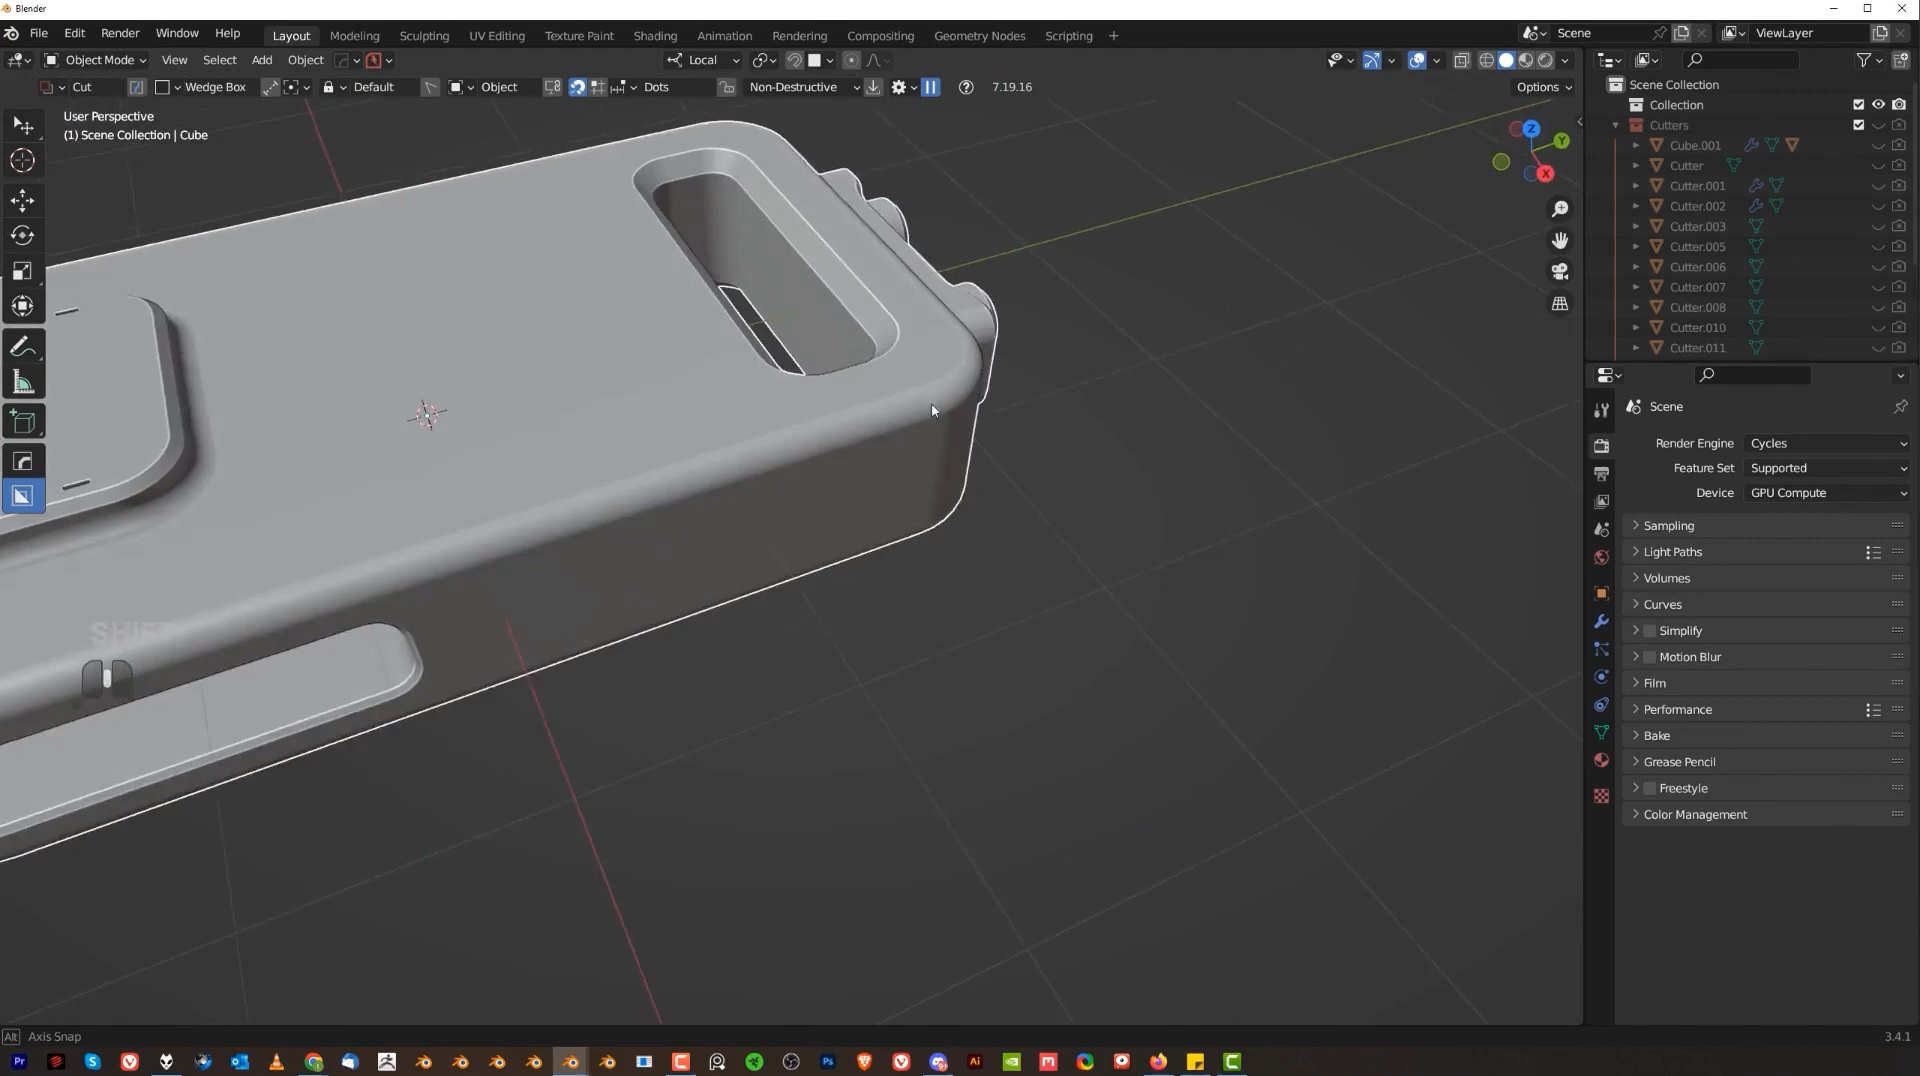 Blender
File Edit Render Window Help Layout Modeling Sculpting UV Editing Texture Paint Shading Animation Rendering Compositing Geometry Nodes Scripting + Scene ViewLayer
Object Mode View Select Add Object Local
Cut Wedge Box Default Object Dots Non-Destructive 7.19.16 Options
User Perspective
(1) Scene Collection | Cube
Z
Y
X
SHIFT
Scene Collection
Collection
Cutters
Cube.001
Cutter
Cutter.001
Cutter.002
Cutter.003
Cutter.005
Cutter.006
Cutter.007
Cutter.008
Cutter.010
Cutter.011
Scene
Render Engine Cycles
Feature Set Supported
Device GPU Compute
Sampling
Light Paths
Volumes
Curves
Simplify
Motion Blur
Film
Performance
Bake
Grease Pencil
Freestyle
Color Management
Alt Axis Snap 3.4.1
Pr S Ps Ai